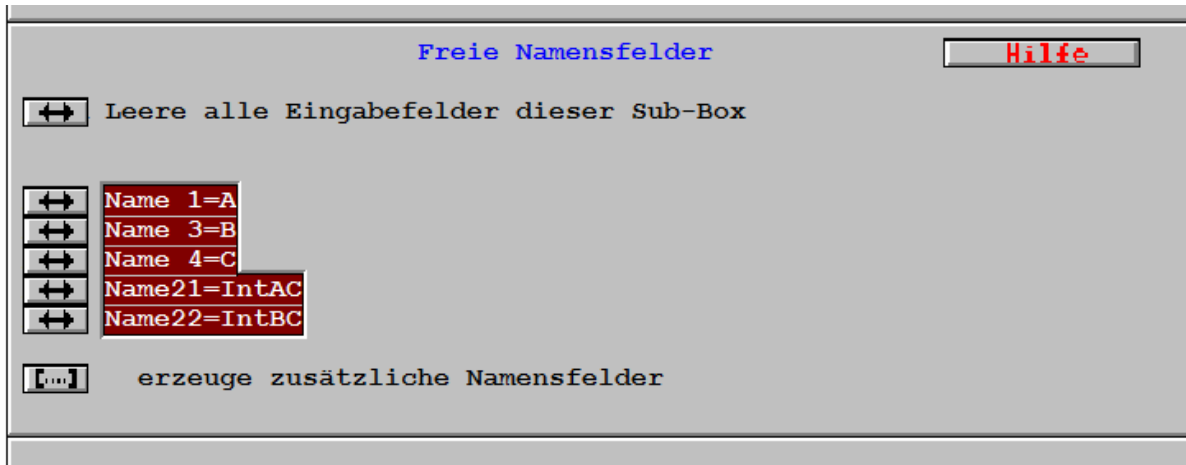 Freie Namensfelder Hilfe
Leere alle Eingabefelder dieser Sub-Box
Name 1=A
Name 3=B
Name 4=C
Name21=IntAC
Name22=IntBC
[....] erzeuge zusätzliche Namensfelder